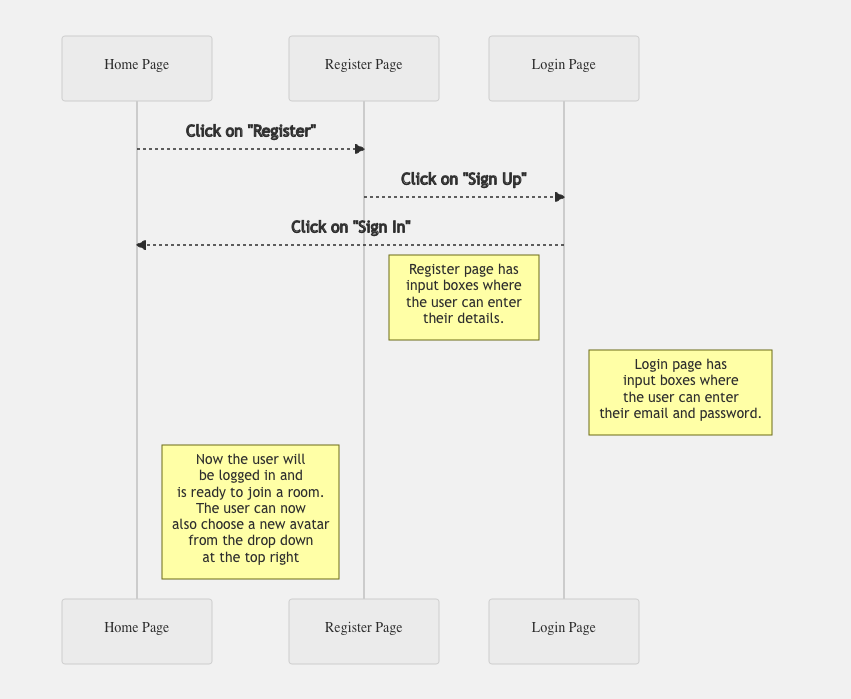 Home Page
Register Page
Login Page
Click on "Register"
Click on "Sign Up"
Click on "Sign In"
Register page has
input boxes where
the user can enter
their details.
Login page has
input boxes where
the user can enter
their email and password.
Now the user will
be logged in and
is ready to join a room.
The user can now
also choose a new avatar
from the drop down
at the top right
Home Page
Register Page
Login Page